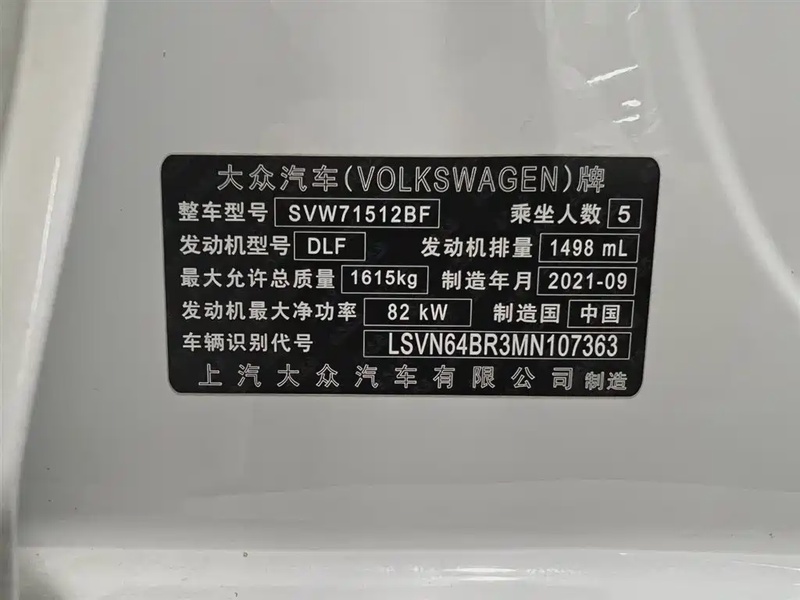 大众汽车(VOLKSWAGEN)牌
整车型号 SVW71512BF 乘坐人数 5
发动机型号 DLF 发动机排量 1498 mL
最大允许总质量 1615kg 制造年月 2021-09
发动机最大净功率 82 kW 制造国 中国
车辆识别代号 LSVN64BR3MN107363
上汽大众汽车有限公司 制造